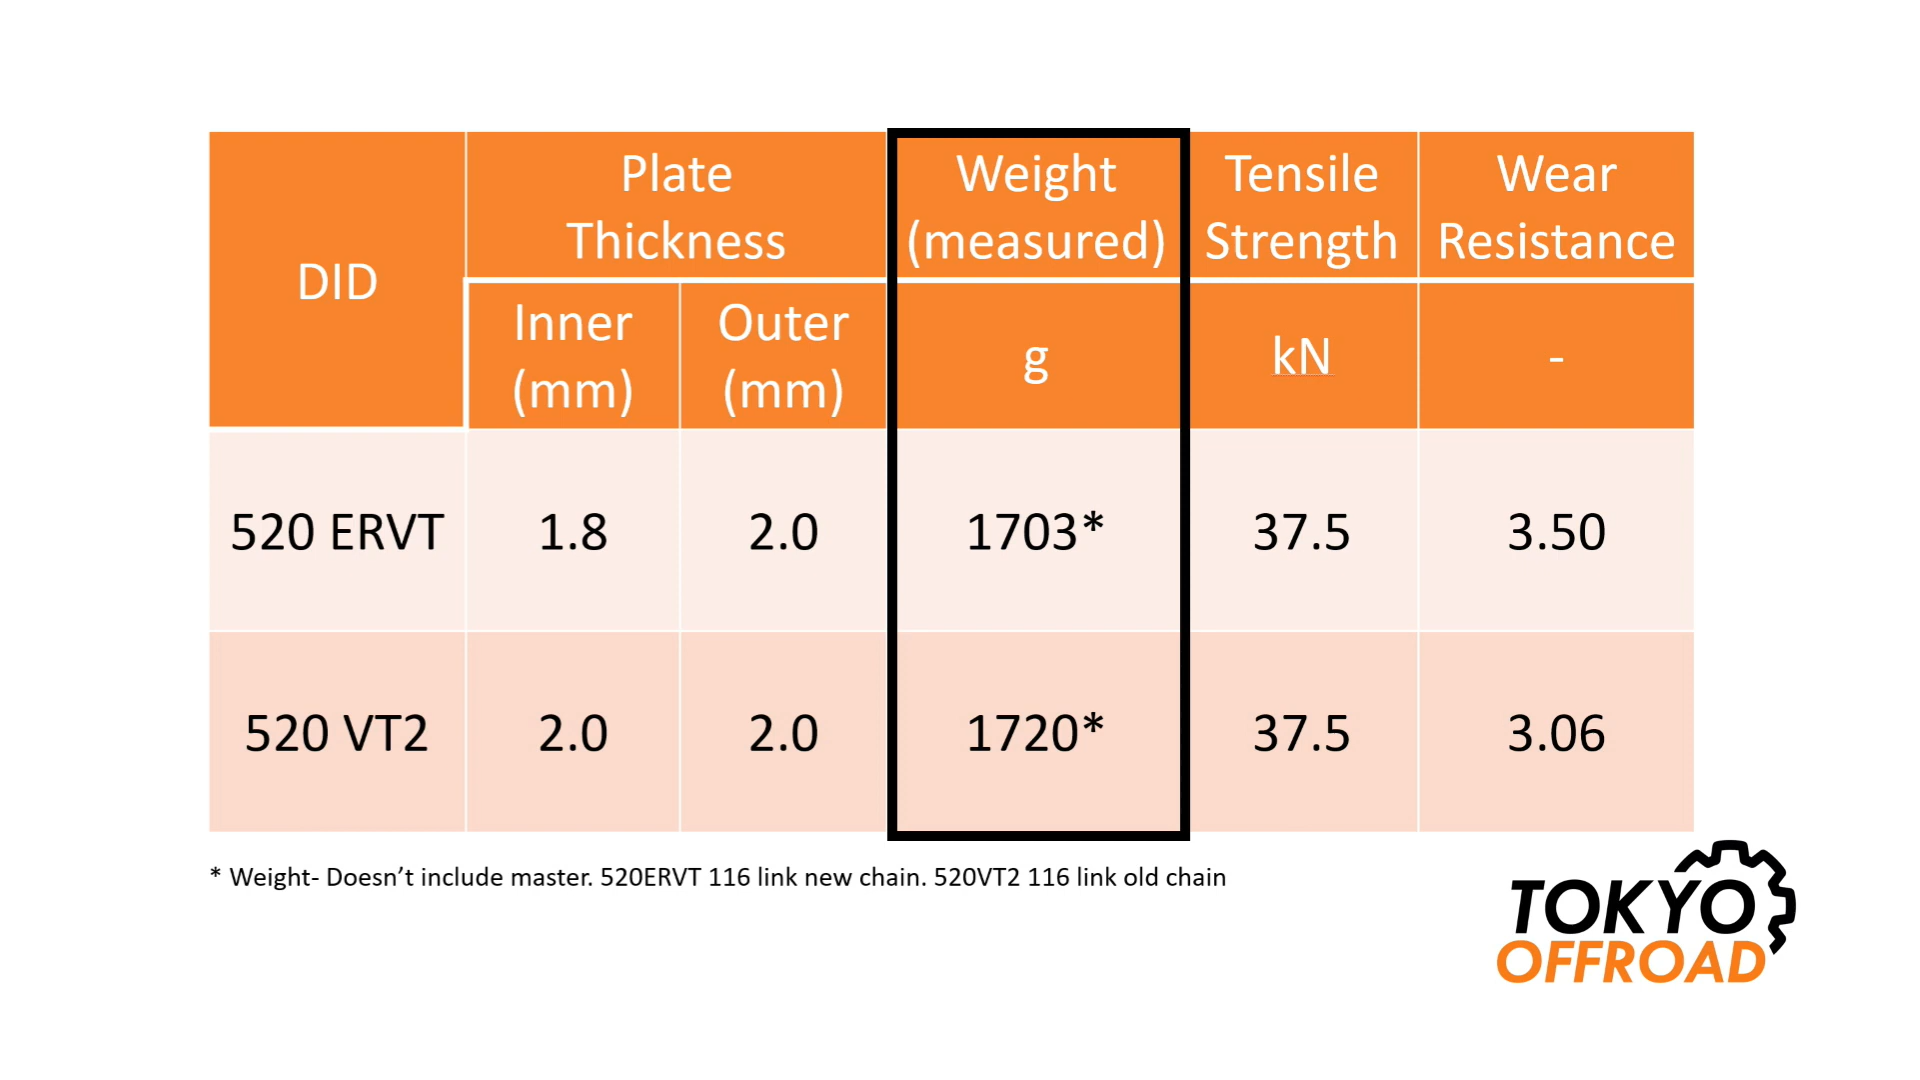 DID
Plate
Thickness
Weight
(measured)
Tensile
Strength
Wear
Resistance
Inner
(mm)
Outer
(mm)
g
kN
-
520 ERVT 1.8 2.0 1703* 37.5 3.50
520 VT2 2.0 2.0 1720* 37.5 3.06
* Weight- Doesn’t include master. 520ERVT 116 link new chain. 520VT2 116 link old chain
TOKYO
OFFROAD